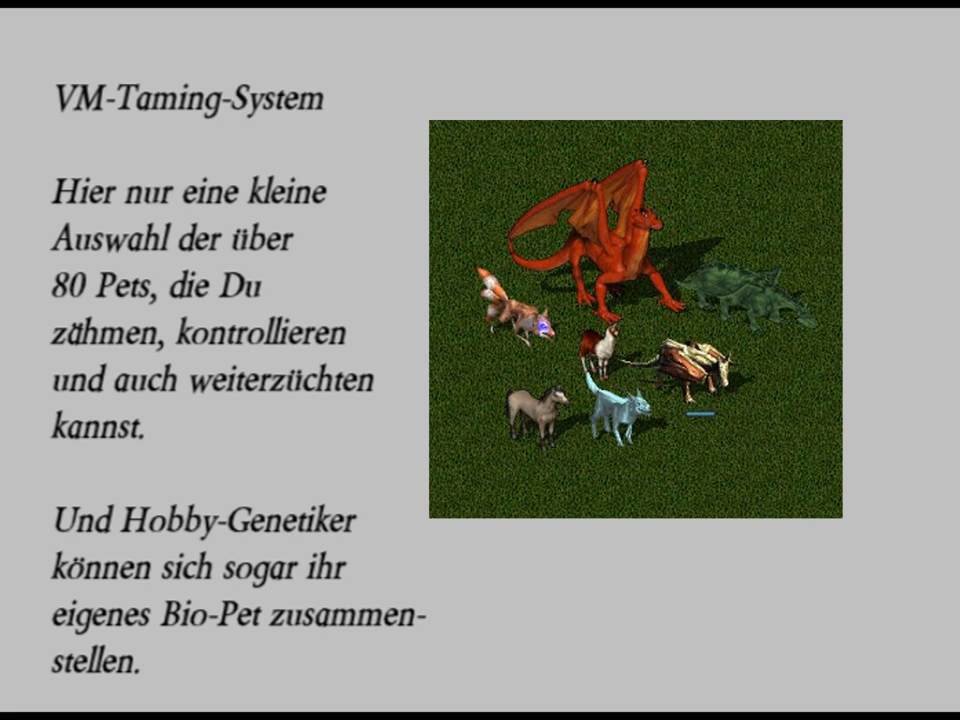 VM-Taming-System
Hier nur eine kleine
Auswahl der über
80 Pets, die Du
zähmen, kontrollieren
und auch weiterzüchten
kannst.
Und Hobby-Genetiker
können sich sogar ihr
eigenes Bio-Pet zusammen-
stellen.